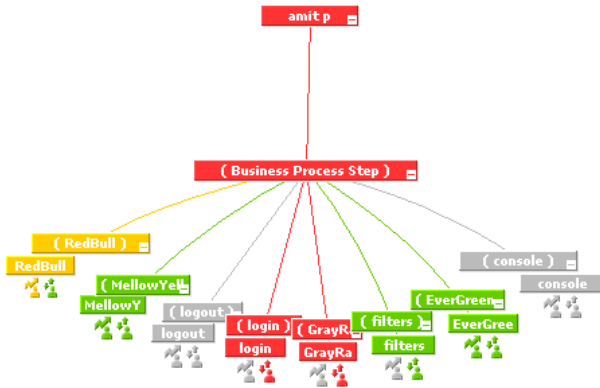 amit p
( Business Process Step )
( RedBull )
RedBull
( MellowYell
MellowY
( logout )
logout
( login )
login
( GrayRa
GrayRa
( filters )
filters
( EverGreen
EverGree
( console )
console